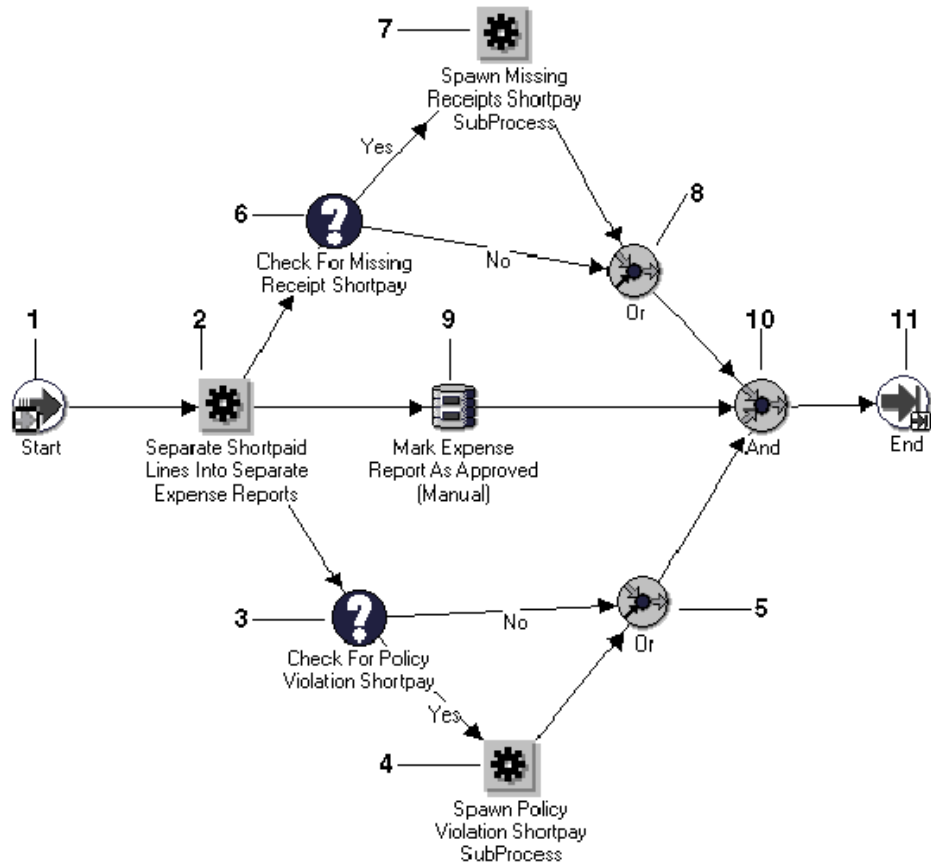 7
Spawn Missing
Receipts Shortpay
SubProcess
Yes
6
8
Check For Missing
Receipt Shortpay
No
Or
1
2
9
10
11
Start
Separate Shortpaid
Lines Into Separate
Expense Reports
Mark Expense
Report As Approved
(Manual)
And
End
3
Check For Policy
Violation Shortpay
No
5
Or
Yes
4
Spawn Policy
Violation Shortpay
SubProcess